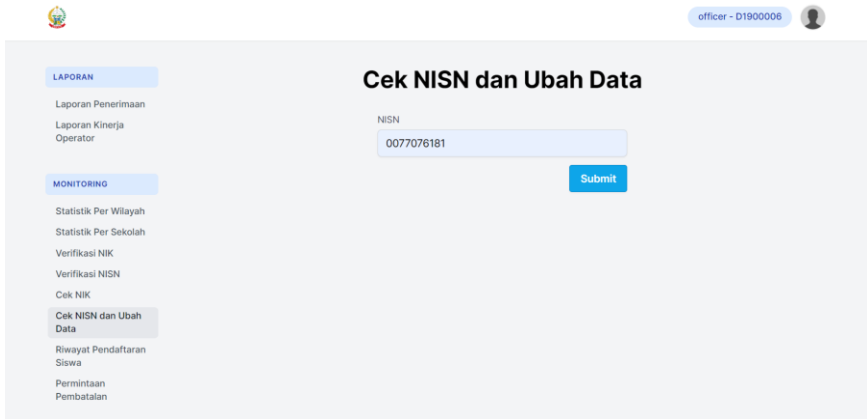 officer - D1900006
LAPORAN
Laporan Penerimaan
Laporan Kinerja
Operator
MONITORING
Statistik Per Wilayah
Statistik Per Sekolah
Verifikasi NIK
Verifikasi NISN
Cek NIK
Cek NISN dan Ubah
Data
Riwayat Pendaftaran
Siswa
Permintaan
Pembatalan
Cek NISN dan Ubah Data
NISN
0077076181
Submit